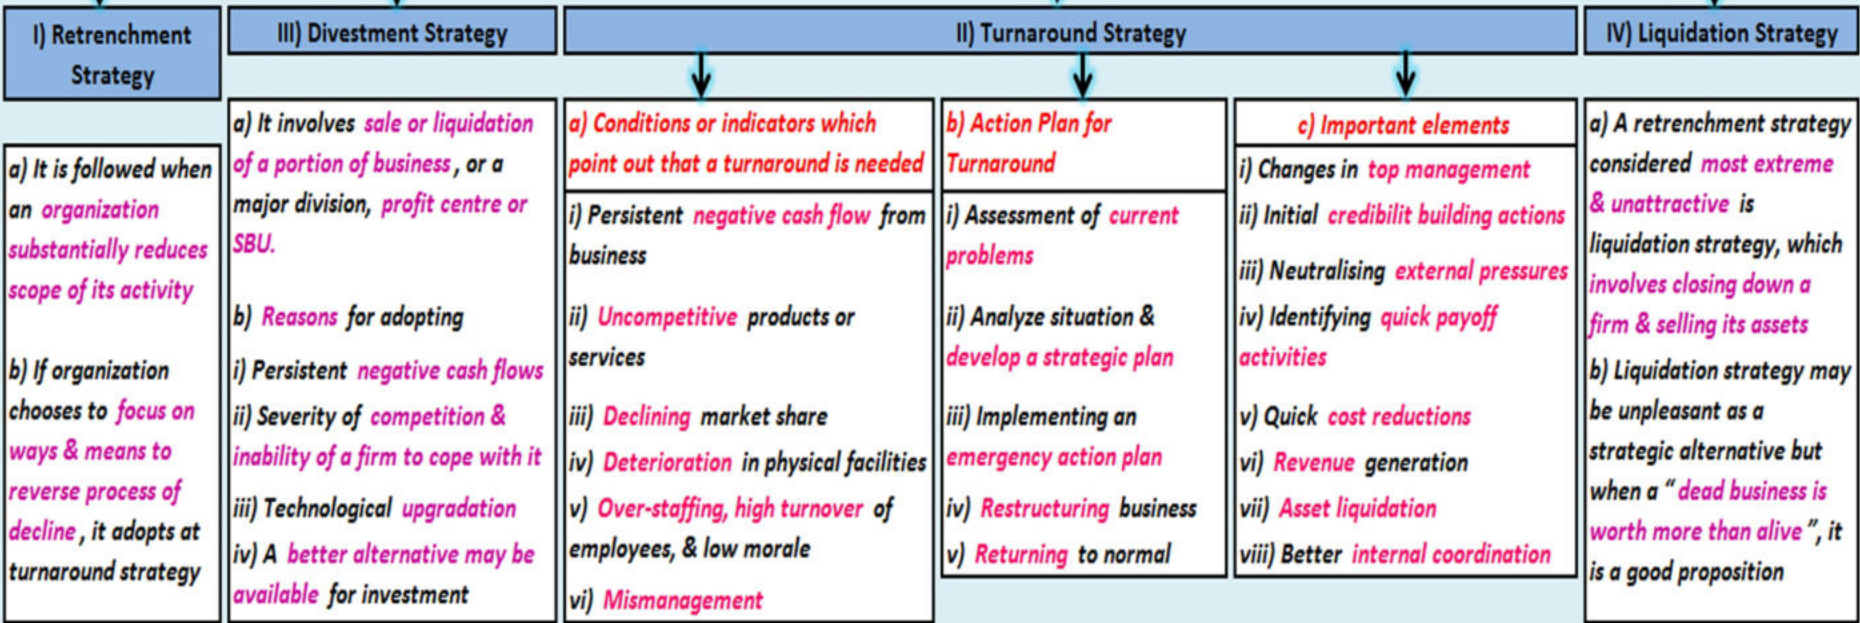 I) Retrenchment
Strategy
a) It is followed when
an organization
substantially reduces
scope of its activity
b) If organization
chooses to focus on
ways & means to
reverse process of
decline, it adopts at
turnaround strategy
III) Divestment Strategy
a) It involves sale or liquidation
of a portion of business, or a
major division, profit centre or
SBU.
b) Reasons for adopting
i) Persistent negative cash flows
ii) Severity of competition &
inability of a firm to cope with it
iii) Technological upgradation
iv) A better alternative may be
available for investment
II) Turnaround Strategy
a) Conditions or indicators which
point out that a turnaround is needed
i) Persistent negative cash flow from
business
ii) Uncompetitive products or
services
iii) Declining market share
iv) Deterioration in physical facilities
v) Over-staffing, high turnover of
employees, & low morale
vi) Mismanagement
b) Action Plan for
Turnaround
i) Assessment of current
problems
ii) Analyze situation &
develop a strategic plan
iii) Implementing an
emergency action plan
iv) Restructuring business
v) Returning to normal
c) Important elements
i) Changes in top management
ii) Initial credibilit building actions
iii) Neutralising external pressures
iv) Identifying quick payoff
activities
v) Quick cost reductions
vi) Revenue generation
vii) Asset liquidation
viii) Better internal coordination
IV) Liquidation Strategy
a) A retrenchment strategy
considered most extreme
& unattractive is
liquidation strategy, which
involves closing down a
firm & selling its assets
b) Liquidation strategy may
be unpleasant as a
strategic alternative but
when a “ dead business is
worth more than alive ”, it
is a good proposition